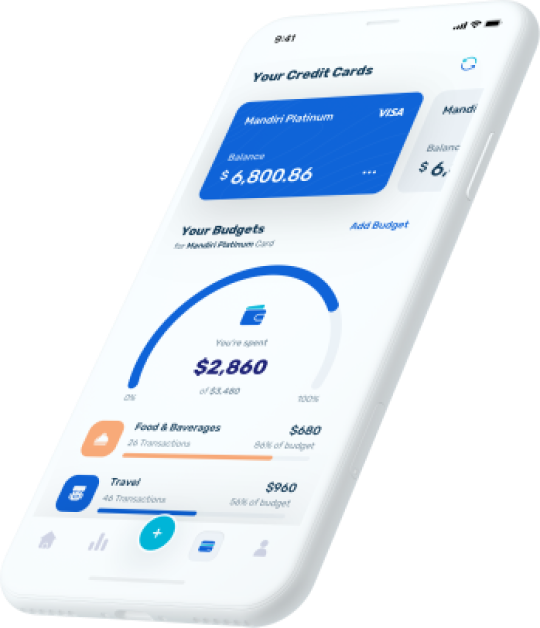 9:41
Your Credit Cards
Mandiri Platinum VISA
Mandi
Balance
$6,800.86
Balanc
$6,
Your Budgets Add Budget
for Mandiri Platinum Card
You're spent
$2,860
of $3,480
0% 100%
Food & Baverages $680
26 Transactions 86% of budget
Travel $960
46 Transactions 56% of budget